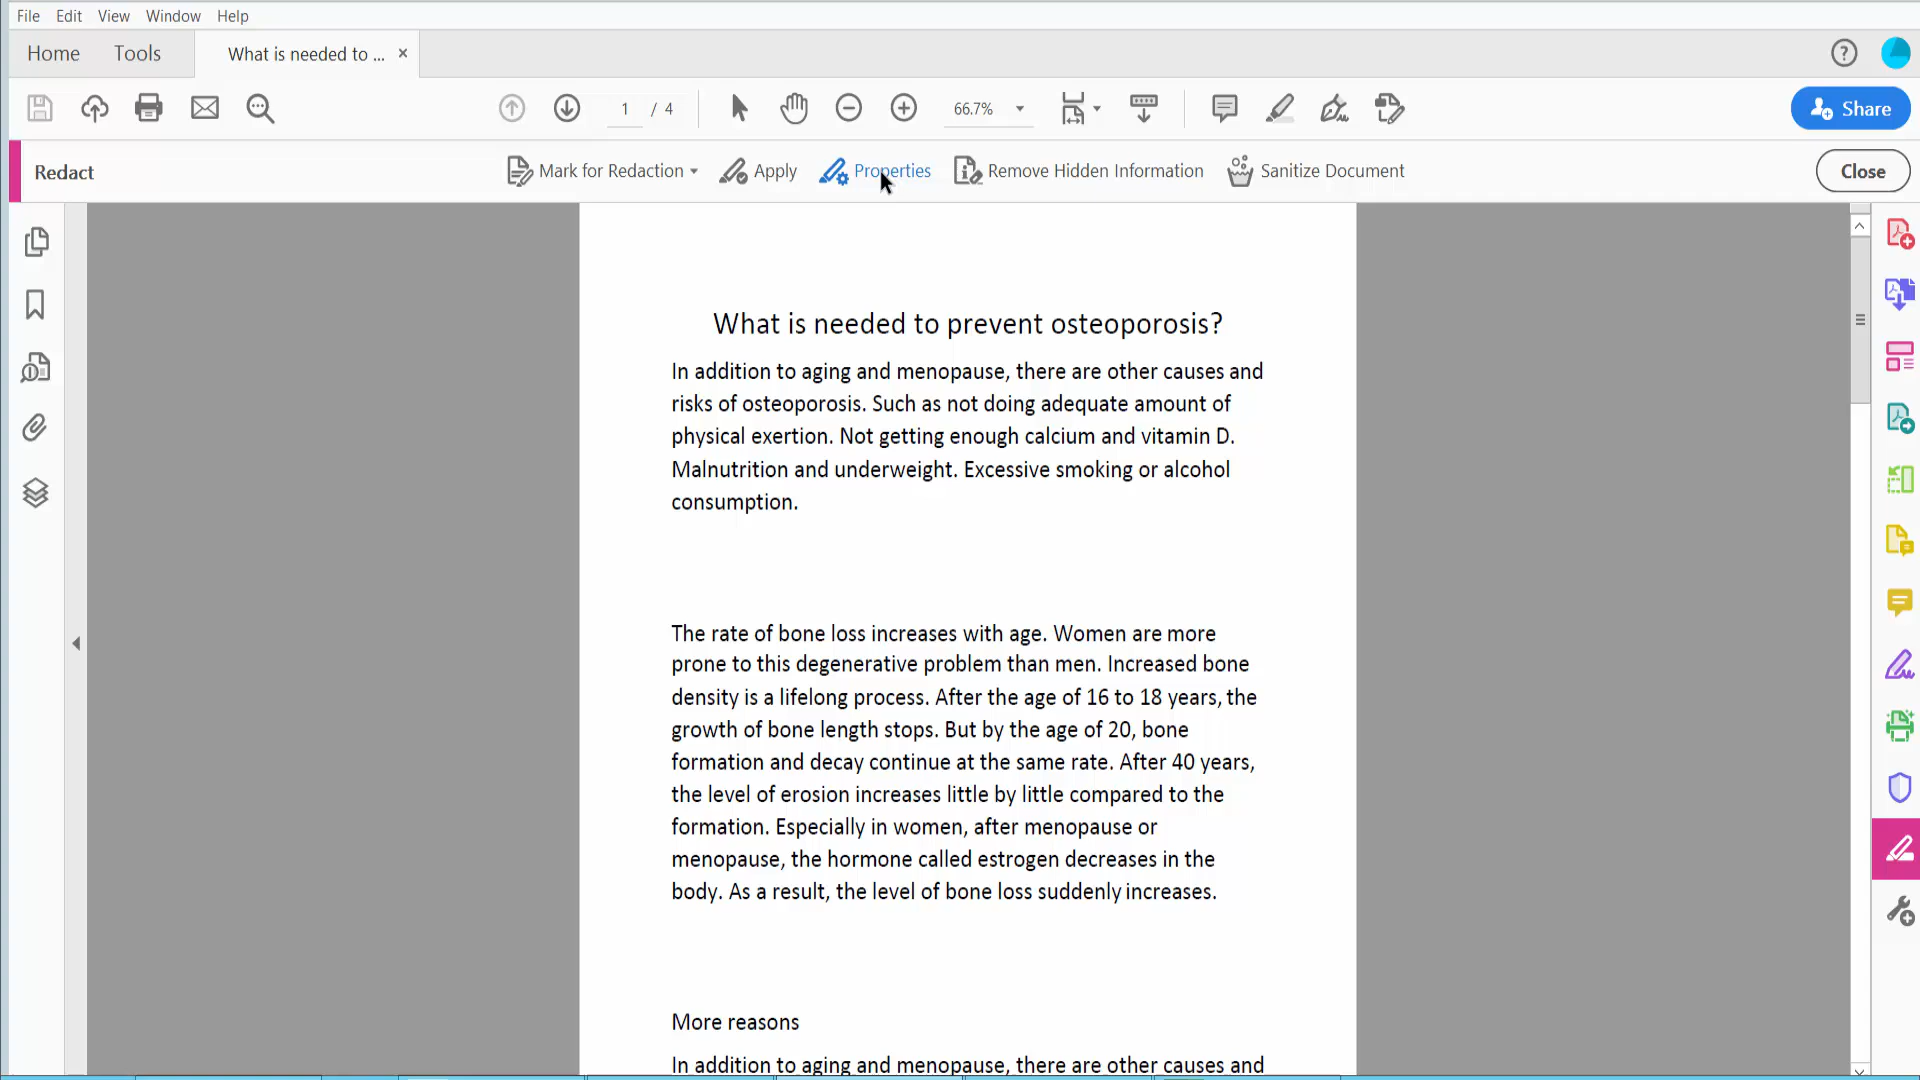 File Edit View Window Help
Home Tools What is needed to ... ×
1 / 4 66.7% Share
Redact Mark for Redaction Apply Properties Remove Hidden Information Sanitize Document Close
What is needed to prevent osteoporosis?
In addition to aging and menopause, there are other causes and
risks of osteoporosis. Such as not doing adequate amount of
physical exertion. Not getting enough calcium and vitamin D.
Malnutrition and underweight. Excessive smoking or alcohol
consumption.
The rate of bone loss increases with age. Women are more
prone to this degenerative problem than men. Increased bone
density is a lifelong process. After the age of 16 to 18 years, the
growth of bone length stops. But by the age of 20, bone
formation and decay continue at the same rate. After 40 years,
the level of erosion increases little by little compared to the
formation. Especially in women, after menopause or
menopause, the hormone called estrogen decreases in the
body. As a result, the level of bone loss suddenly increases.
More reasons
In addition to aging and menopause, there are other causes and